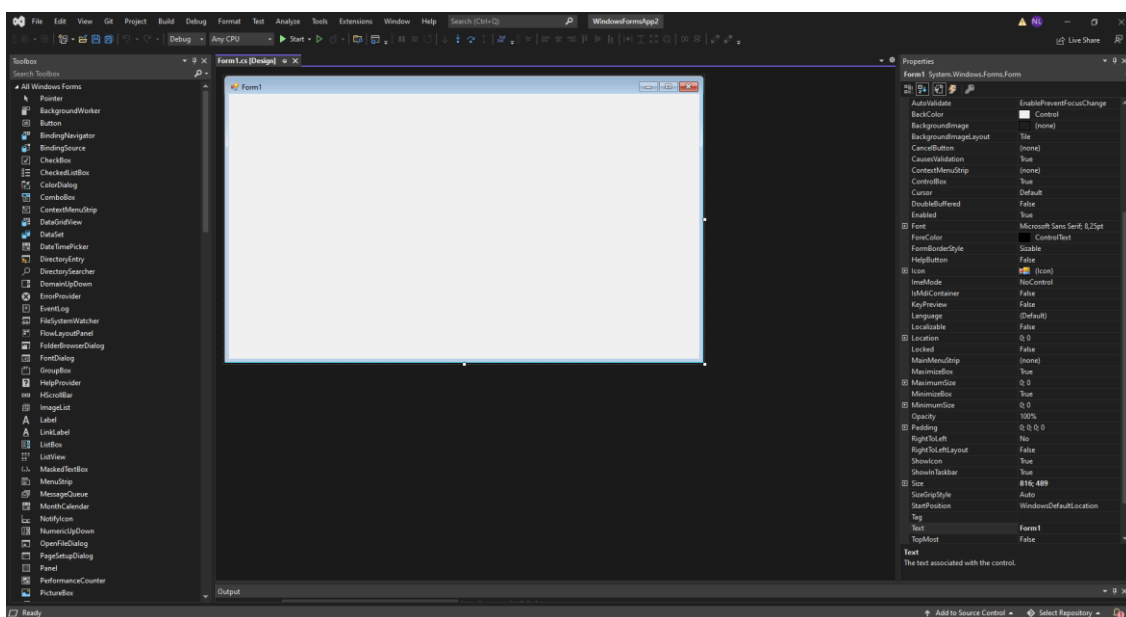 File Edit View Git Project Build Debug Format Test Analyze Tools Extensions Window Help Search (Ctrl+Q) WindowsFormsApp2 NL
Debug Any CPU Start Live Share
Toolbox
Search Toolbox
All Windows Forms
Pointer
BackgroundWorker
Button
BindingNavigator
BindingSource
CheckBox
CheckedListBox
ColorDialog
ComboBox
ContextMenuStrip
DataGridView
DataSet
DateTimePicker
DirectoryEntry
DirectorySearcher
DomainUpDown
ErrorProvider
EventLog
FileSystemWatcher
FlowLayoutPanel
FolderBrowserDialog
FontDialog
GroupBox
HelpProvider
HScrollBar
ImageList
Label
LinkLabel
ListBox
ListView
MaskedTextBox
MenuStrip
MessageQueue
MonthCalendar
NotifyIcon
NumericUpDown
OpenFileDialog
PageSetupDialog
Panel
PerformanceCounter
PictureBox
Form1.cs [Design]
Form1
Output
Properties
Form1 System.Windows.Forms.Form
AutoValidate EnablePreventFocusChange
BackColor Control
BackgroundImage (none)
BackgroundImageLayout Tile
CancelButton (none)
CausesValidation True
ContextMenuStrip (none)
ControlBox True
Cursor Default
DoubleBuffered False
Enabled True
Font Microsoft Sans Serif; 8,25pt
ForeColor ControlText
FormBorderStyle Sizable
HelpButton False
Icon (Icon)
ImeMode NoControl
IsMdiContainer False
KeyPreview False
Language (Default)
Localizable False
Location 0; 0
Locked False
MainMenuStrip (none)
MaximizeBox True
MaximumSize 0; 0
MinimizeBox True
MinimumSize 0; 0
Opacity 100%
Padding 0; 0; 0; 0
RightToLeft No
RightToLeftLayout False
ShowIcon True
ShowInTaskbar True
Size 816; 489
SizeGripStyle Auto
StartPosition WindowsDefaultLocation
Tag
Text Form1
TopMost False
Text
The text associated with the control.
Ready Add to Source Control Select Repository